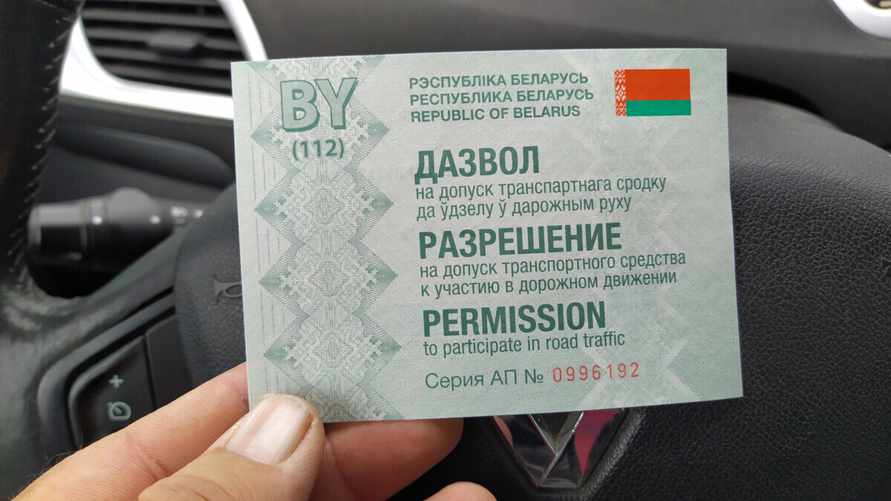 BY
(112)
РЭСПУБЛІКА БЕЛАРУСЬ
РЕСПУБЛИКА БЕЛАРУСЬ
REPUBLIC OF BELARUS
ДАЗВОЛ
на допуск транспартнага сродку
да ўдзелу ў дарожным руху
РАЗРЕШЕНИЕ
на допуск транспортного средства
к участию в дорожном движении
PERMISSION
to participate in road traffic
Серия АП № 0996192